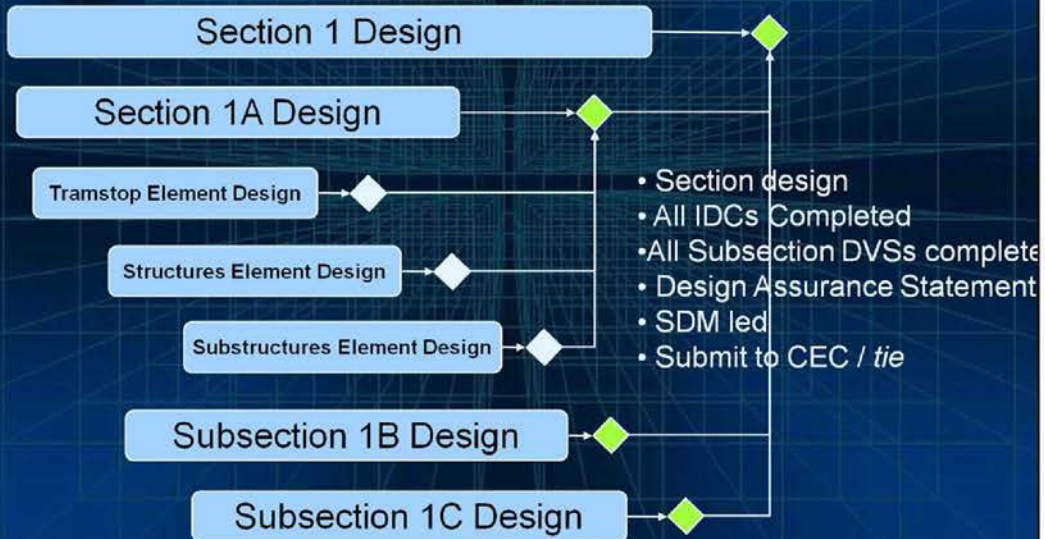 Section 1 Design
Section 1A Design
Tramstop Element Design
Structures Element Design
Substructures Element Design
Subsection 1B Design
Subsection 1C Design
• Section design
• All IDCs Completed
•All Subsection DVSs complete
• Design Assurance Statement
• SDM led
• Submit to CEC / tie